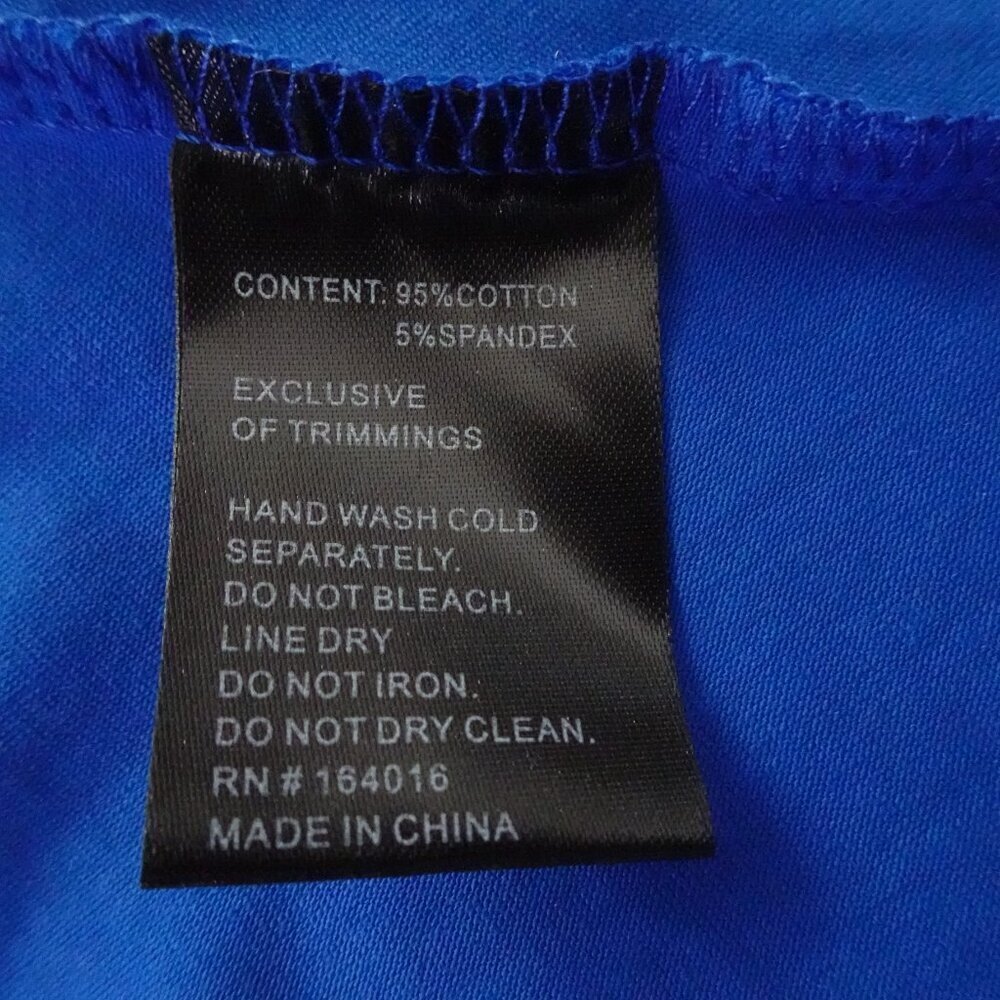 CONTENT: 95%COTTON
5%SPANDEX
EXCLUSIVE
OF TRIMMINGS
HAND WASH COLD
SEPARATELY.
DO NOT BLEACH.
LINE DRY
DO NOT IRON.
DO NOT DRY CLEAN.
RN # 164016
MADE IN CHINA